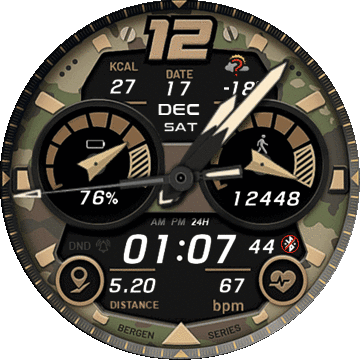 12
KCAL DATE
27 17 -18
DEC
SAT
76% 12448
AM PM 24H
DND 01:07 44
5.20 67
DISTANCE bpm
BERGEN SERIES